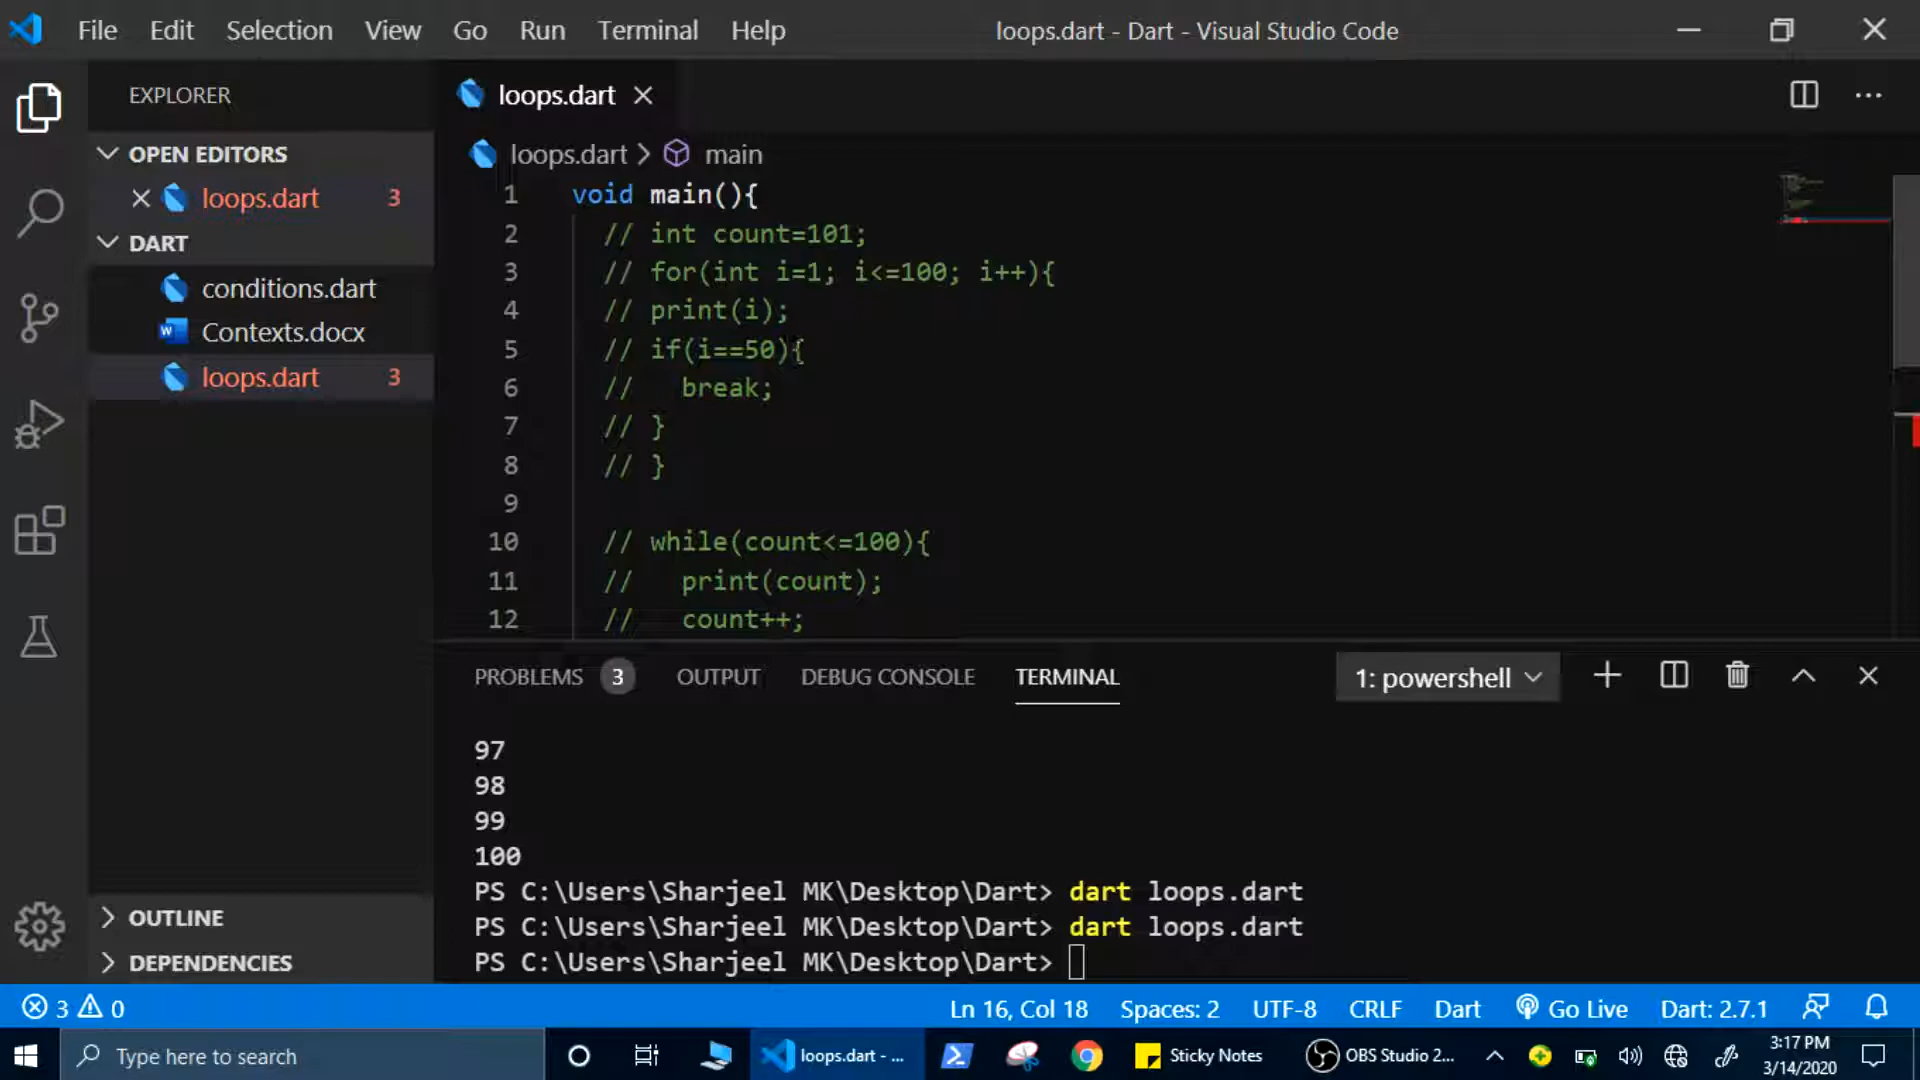 File Edit Selection View Go Run Terminal Help
loops.dart - Dart - Visual Studio Code
EXPLORER
OPEN EDITORS
loops.dart 3
DART
conditions.dart
Contexts.docx
loops.dart 3
OUTLINE
DEPENDENCIES
loops.dart
loops.dart > main
1 void main(){
2 // int count=101;
3 // for(int i=1; i<=100; i++){
4 // print(i);
5 // if(i==50){
6 //   break;
7 // }
8 // }
9
10 // while(count<=100){
11 //   print(count);
12 //   count++;
PROBLEMS 3 OUTPUT DEBUG CONSOLE TERMINAL
1: powershell
97
98
99
100
PS C:\Users\Sharjeel MK\Desktop\Dart> dart loops.dart
PS C:\Users\Sharjeel MK\Desktop\Dart> dart loops.dart
PS C:\Users\Sharjeel MK\Desktop\Dart>
3 0 Ln 16, Col 18 Spaces: 2 UTF-8 CRLF Dart Go Live Dart: 2.7.1
Type here to search
loops.dart - ...
Sticky Notes
OBS Studio 2...
3:17 PM
3/14/2020